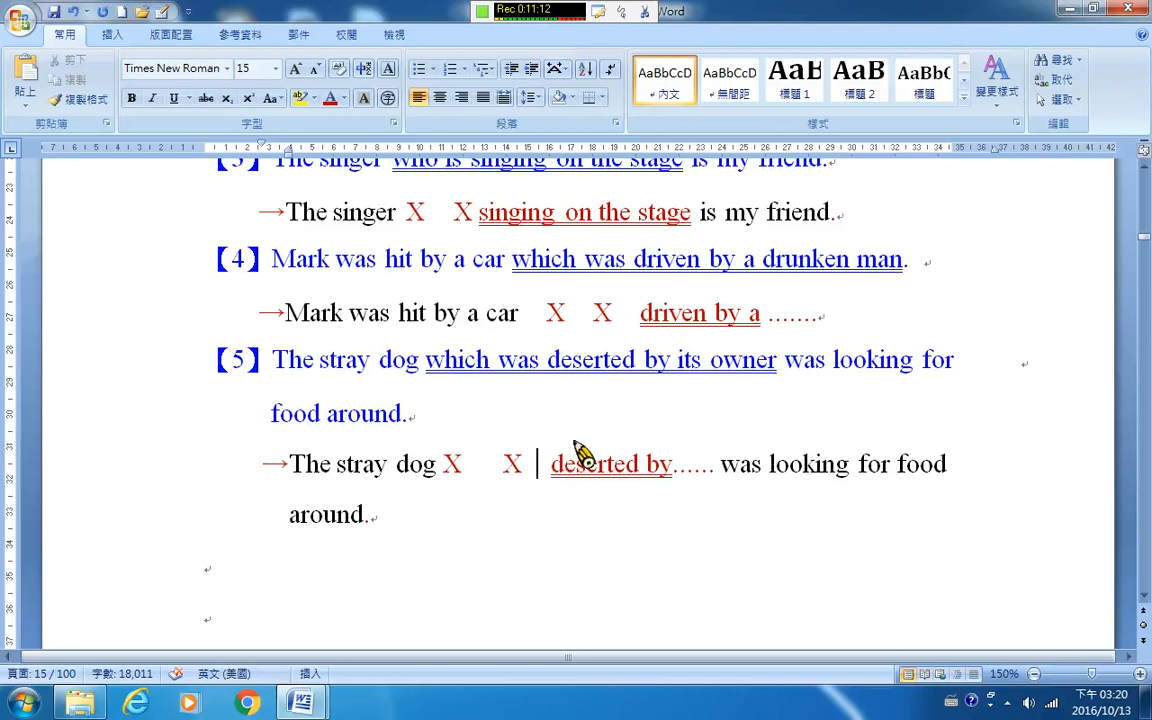 Rec 0:11:12
Word
常用 插入 版面配置 參考資料 郵件 校閱 檢視
貼上 剪下 複製 複製格式 剪貼簿
Times New Roman 15
字型
段落
AaBbCcD 內文 AaBbCcD 無間距 AaB 標題 1 AaB 標題 2 AaBbC 標題
變更樣式
樣式
尋找 取代 選取 編輯
【3】The singer who is singing on the stage is my friend.
→The singer X X singing on the stage is my friend.
【4】Mark was hit by a car which was driven by a drunken man.
→Mark was hit by a car X X driven by a .......
【5】The stray dog which was deserted by its owner was looking for
food around.
→The stray dog X X deserted by...... was looking for food
around.
頁面: 15 / 100 字數: 18,011 英文 (美國) 插入 150%
下午 03:20
2016/10/13